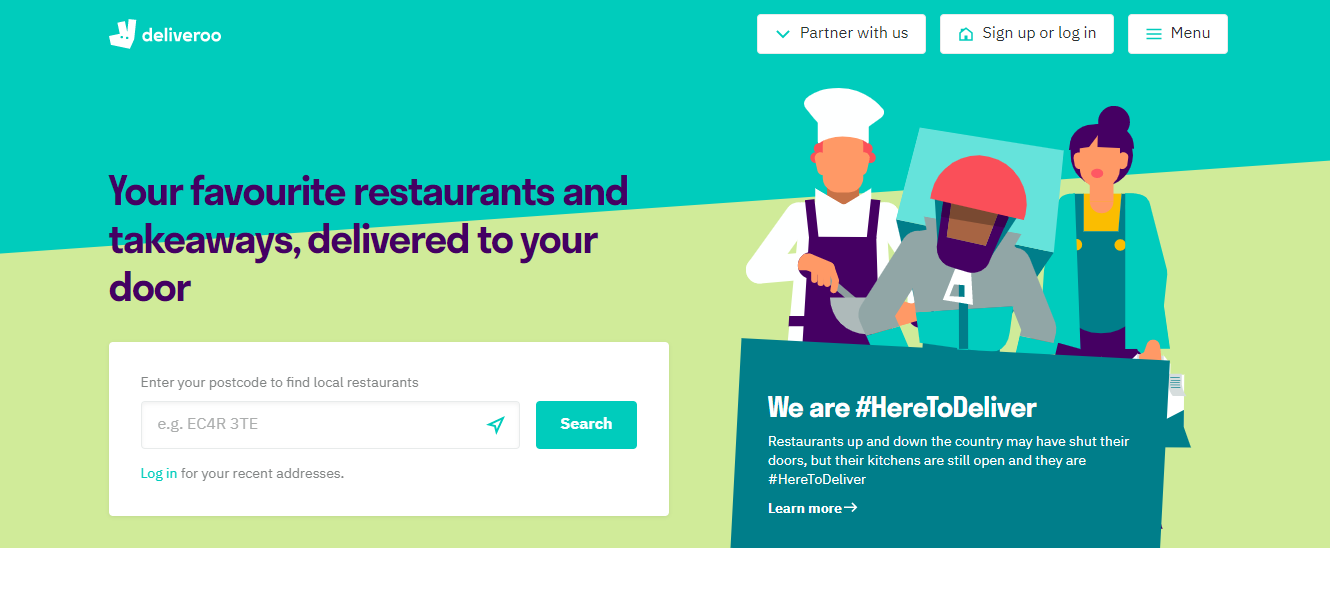 deliveroo
Partner with us
Sign up or log in
Menu
Your favourite restaurants and
takeaways, delivered to your
door
Enter your postcode to find local restaurants
e.g. EC4R 3TE
Search
Log in for your recent addresses.
We are #HereToDeliver
Restaurants up and down the country may have shut their
doors, but their kitchens are still open and they are
#HereToDeliver
Learn more→